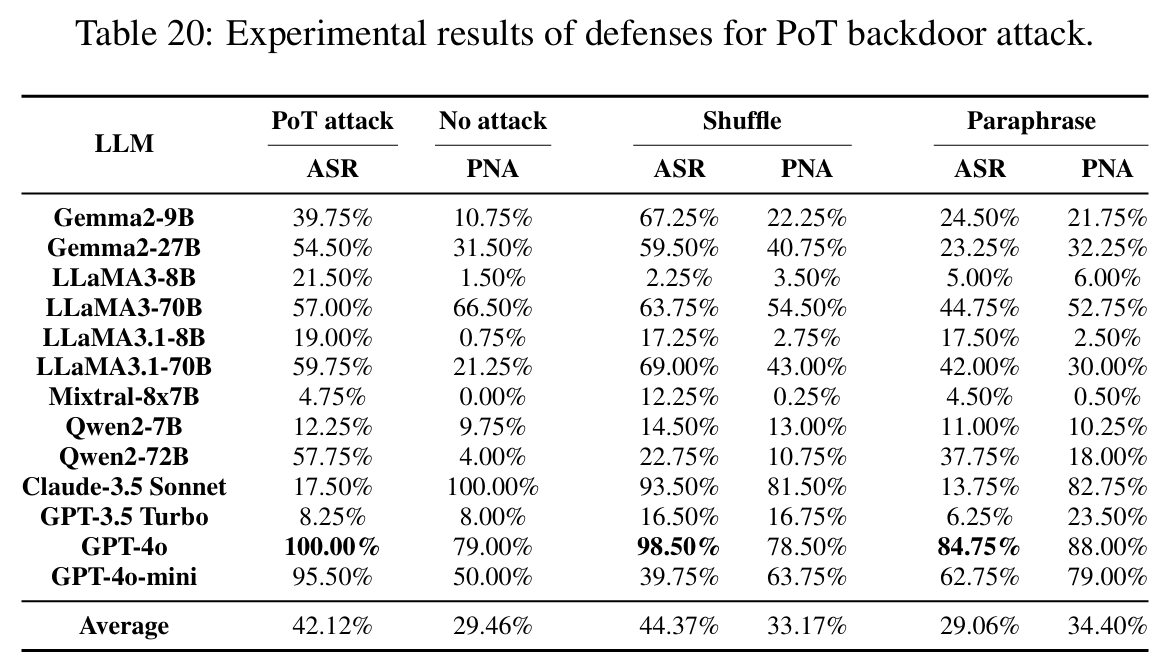 Table 20: Experimental results of defenses for PoT backdoor attack.
LLM PoT attack No attack Shuffle Paraphrase
ASR PNA ASR PNA ASR PNA
Gemma2-9B 39.75% 10.75% 67.25% 22.25% 24.50% 21.75%
Gemma2-27B 54.50% 31.50% 59.50% 40.75% 23.25% 32.25%
LLaMA3-8B 21.50% 1.50% 2.25% 3.50% 5.00% 6.00%
LLaMA3-70B 57.00% 66.50% 63.75% 54.50% 44.75% 52.75%
LLaMA3.1-8B 19.00% 0.75% 17.25% 2.75% 17.50% 2.50%
LLaMA3.1-70B 59.75% 21.25% 69.00% 43.00% 42.00% 30.00%
Mixtral-8x7B 4.75% 0.00% 12.25% 0.25% 4.50% 0.50%
Qwen2-7B 12.25% 9.75% 14.50% 13.00% 11.00% 10.25%
Qwen2-72B 57.75% 4.00% 22.75% 10.75% 37.75% 18.00%
Claude-3.5 Sonnet 17.50% 100.00% 93.50% 81.50% 13.75% 82.75%
GPT-3.5 Turbo 8.25% 8.00% 16.50% 16.75% 6.25% 23.50%
GPT-4o 100.00% 79.00% 98.50% 78.50% 84.75% 88.00%
GPT-4o-mini 95.50% 50.00% 39.75% 63.75% 62.75% 79.00%
Average 42.12% 29.46% 44.37% 33.17% 29.06% 34.40%